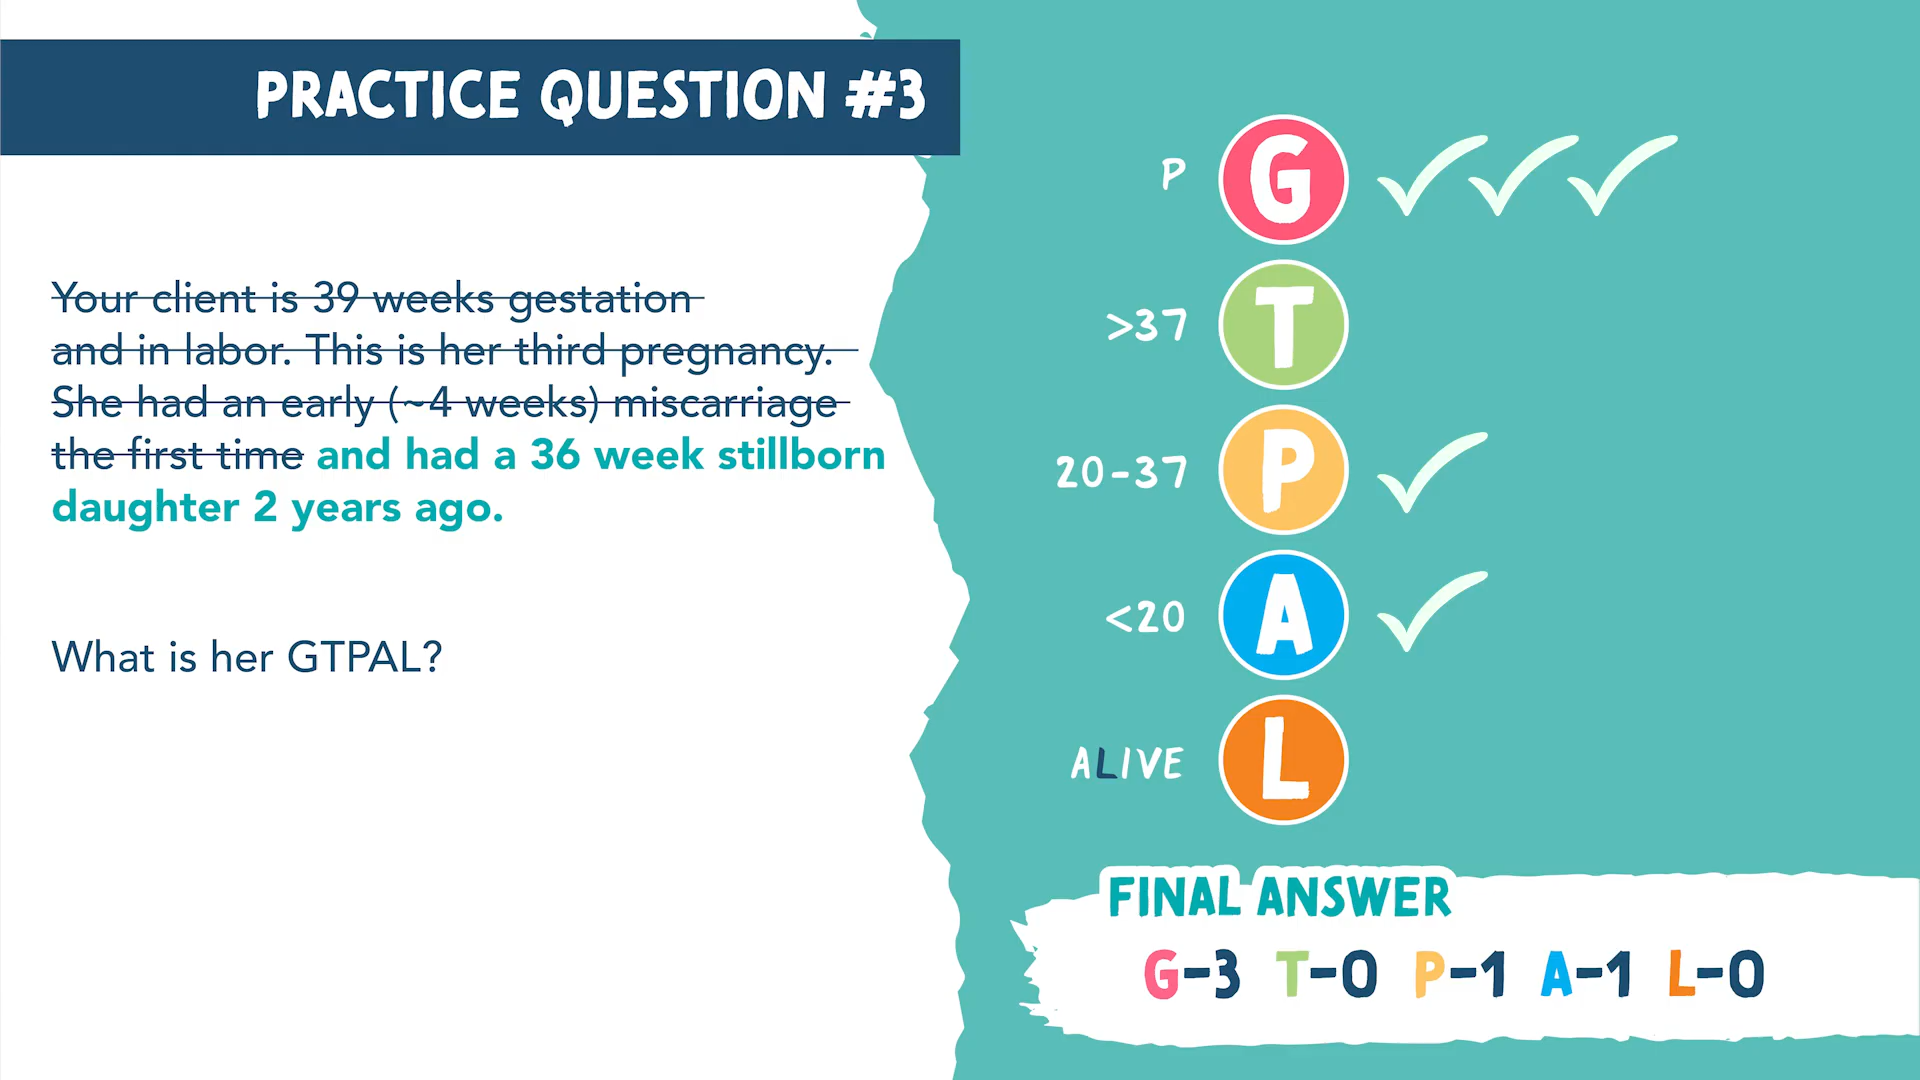 PRACTICE QUESTION #3
Your client is 39 weeks gestation
and in labor. This is her third pregnancy.
She had an early (~4 weeks) miscarriage
the first time and had a 36 week stillborn
daughter 2 years ago.
What is her GTPAL?
P G
>37 T
20-37 P
<20 A
ALIVE L
FINAL ANSWER
G-3 T-0 P-1 A-1 L-0